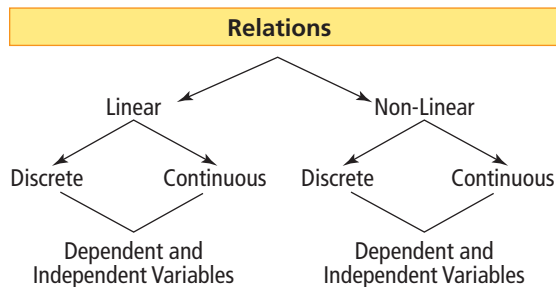 Relations
Linear
Non-Linear
Discrete
Continuous
Discrete
Continuous
Dependent and
Independent Variables
Dependent and
Independent Variables